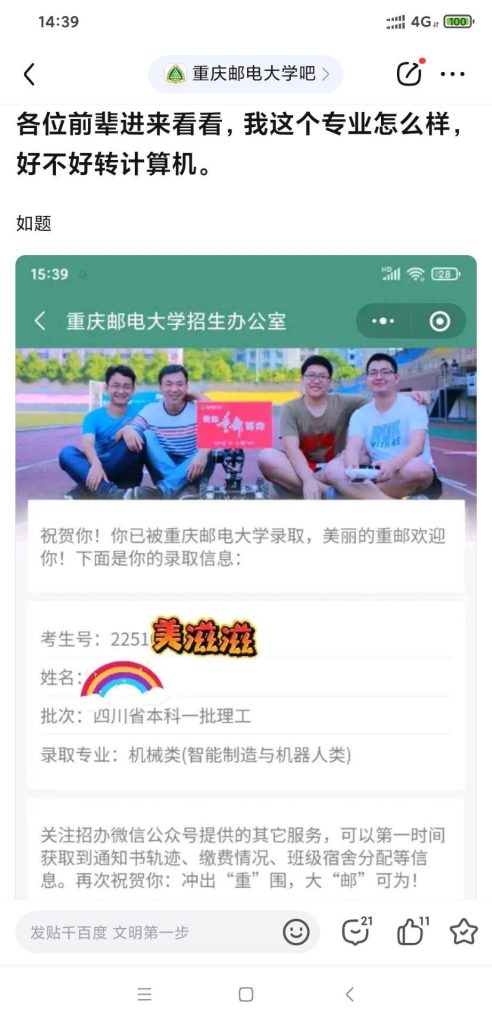 14:39
4G
100
重庆邮电大学吧
各位前辈进来看看，我这个专业怎么样，
好不好转计算机。
如题
15:39
HD
28
重庆邮电大学招生办公室
祝贺你！你已被重庆邮电大学录取，美丽的重邮欢迎
你！下面是你的录取信息：
考生号：2251
美滋滋
姓名：
批次：四川省本科一批理工
录取专业：机械类(智能制造与机器人类)
关注招办微信公众号提供的其它服务，可以第一时间
获取到通知书轨迹、缴费情况、班级宿舍分配等信
息。再次祝贺你：冲出“重”围，大“邮”可为！
发贴千百度 文明第一步
21
11